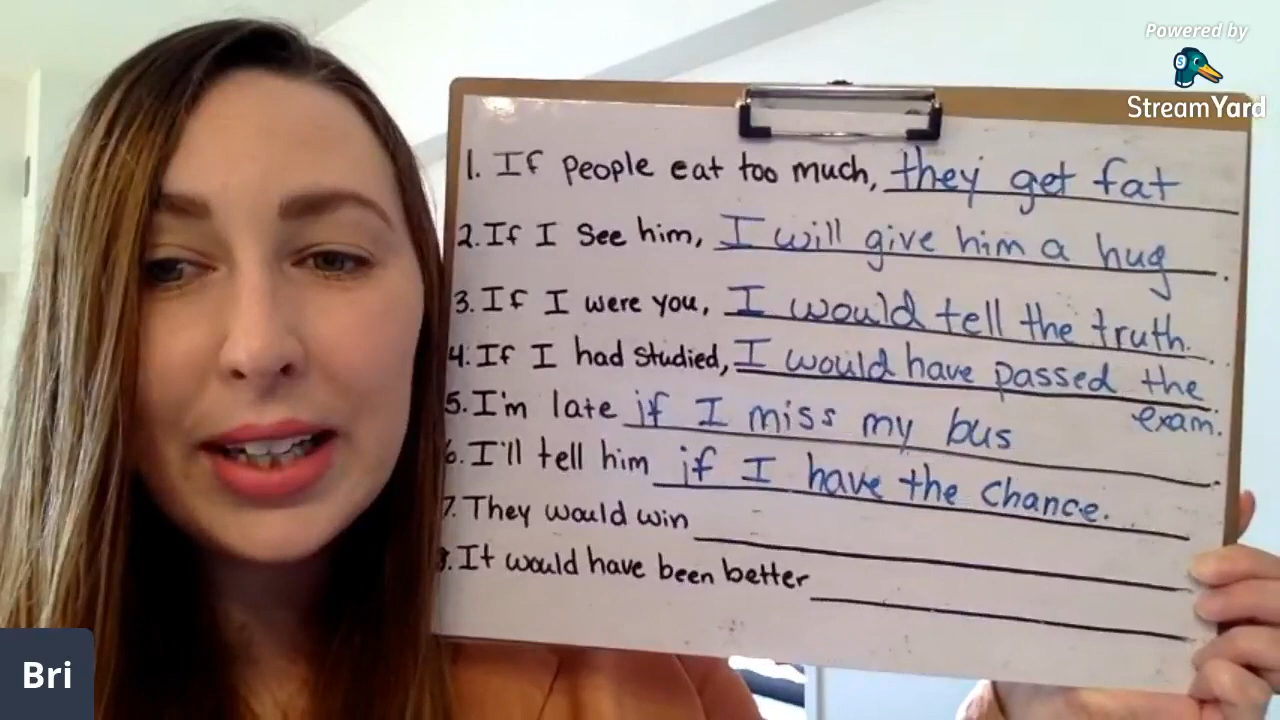 Powered by
StreamYard
1. If people eat too much, they get fat
2. If I see him, I will give him a hug.
3. If I were you, I would tell the truth.
4. If I had studied, I would have passed the
exam.
5. I'm late if I miss my bus.
6. I'll tell him if I have the chance.
7. They would win
8. It would have been better
Bri